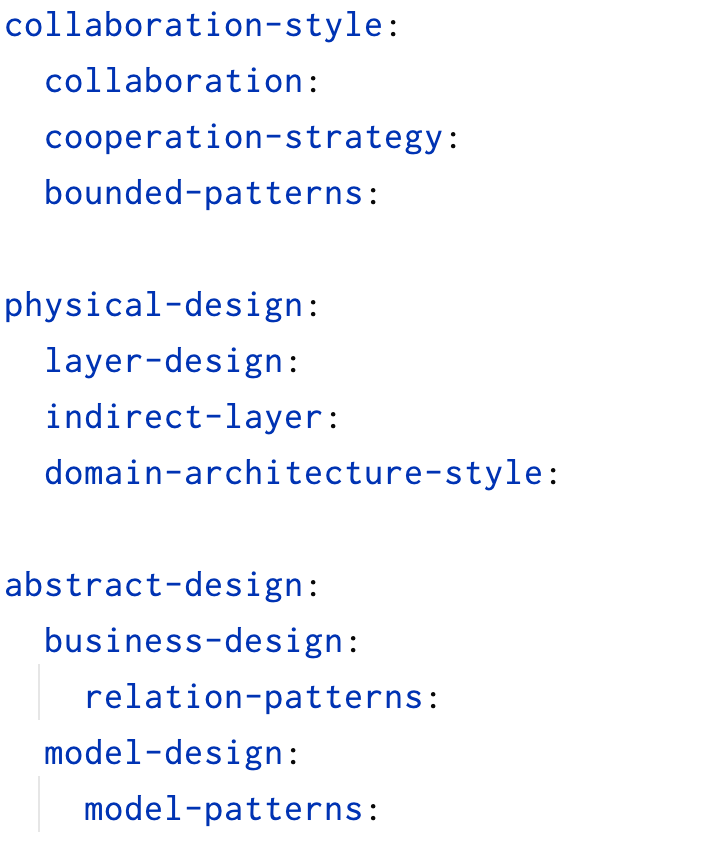 collaboration-style:
  collaboration:
  cooperation-strategy:
  bounded-patterns:

physical-design:
  layer-design:
  indirect-layer:
  domain-architecture-style:

abstract-design:
  business-design:
    relation-patterns:
  model-design:
    model-patterns: